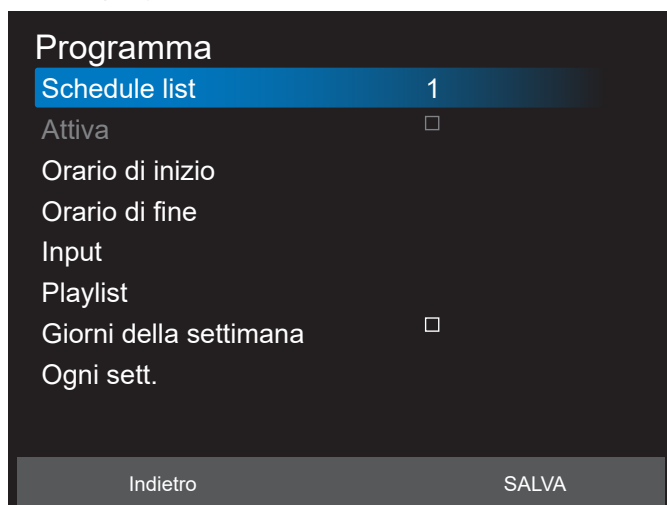 Programma
Schedule list 1
Attiva
Orario di inizio
Orario di fine
Input
Playlist
Giorni della settimana
Ogni sett.
Indietro SALVA